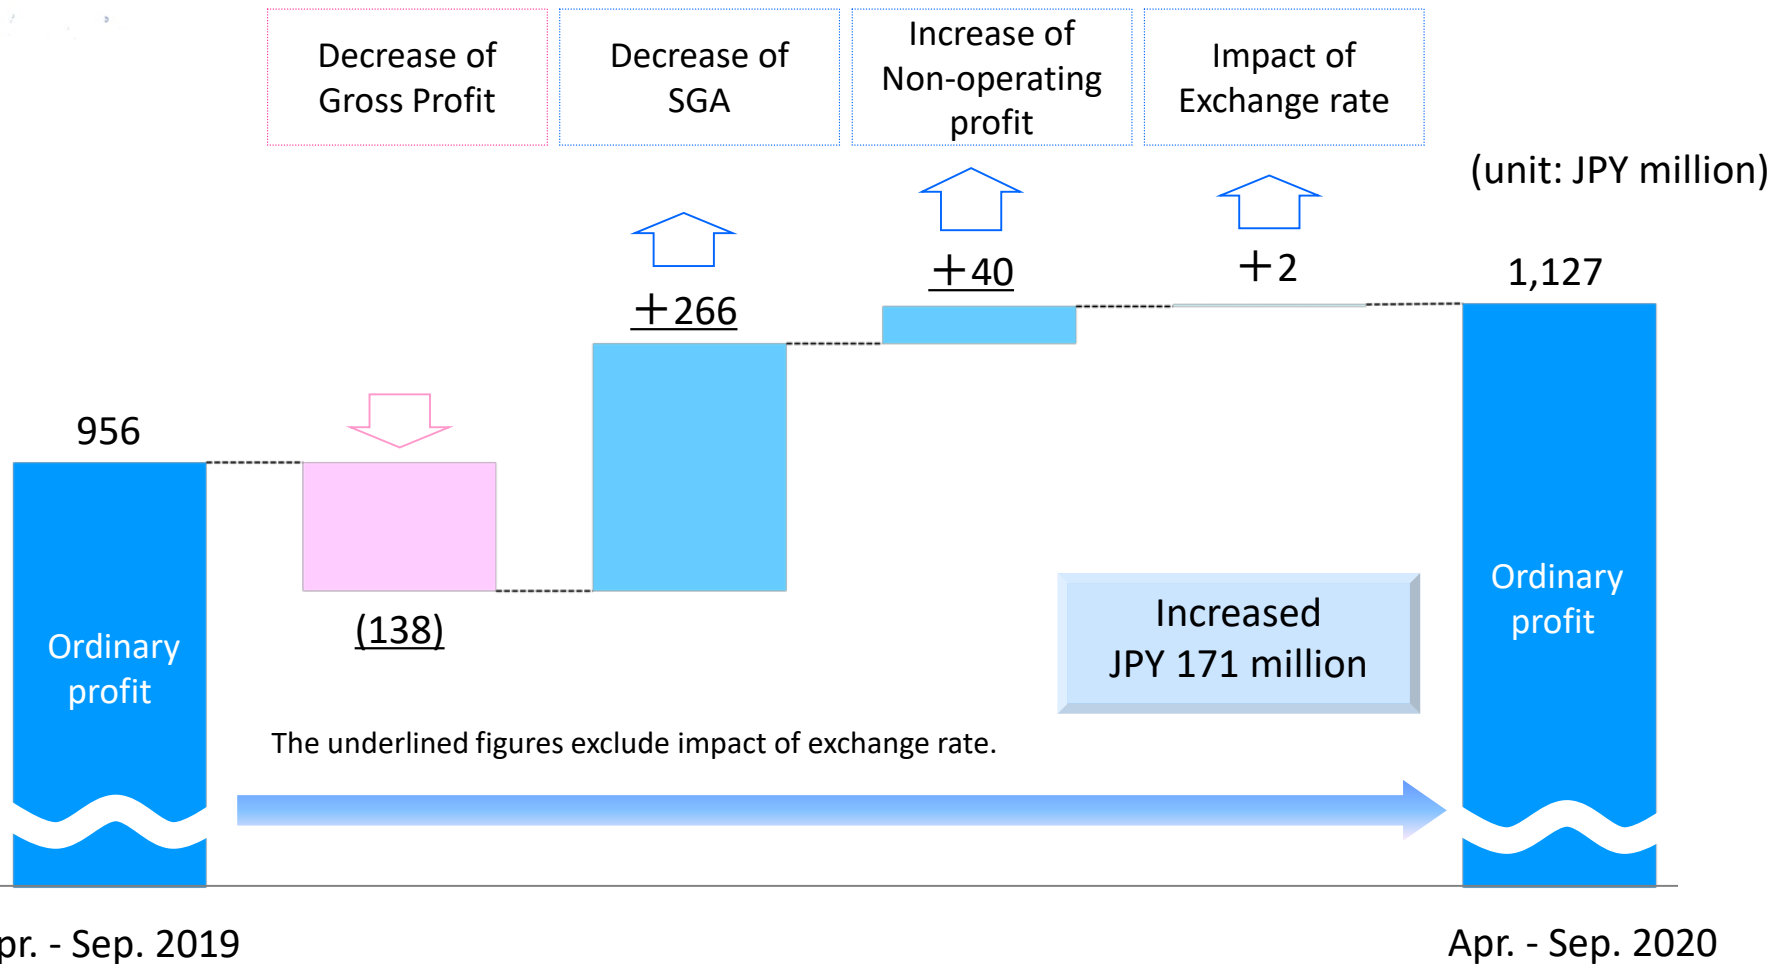 Decrease of
Gross Profit
Decrease of
SGA
Increase of
Non-operating
profit
Impact of
Exchange rate
(unit: JPY million)
956
(138)
+266
+40
+2
1,127
Ordinary
profit
Ordinary
profit
Increased
JPY 171 million
The underlined figures exclude impact of exchange rate.
pr. - Sep. 2019
Apr. - Sep. 2020